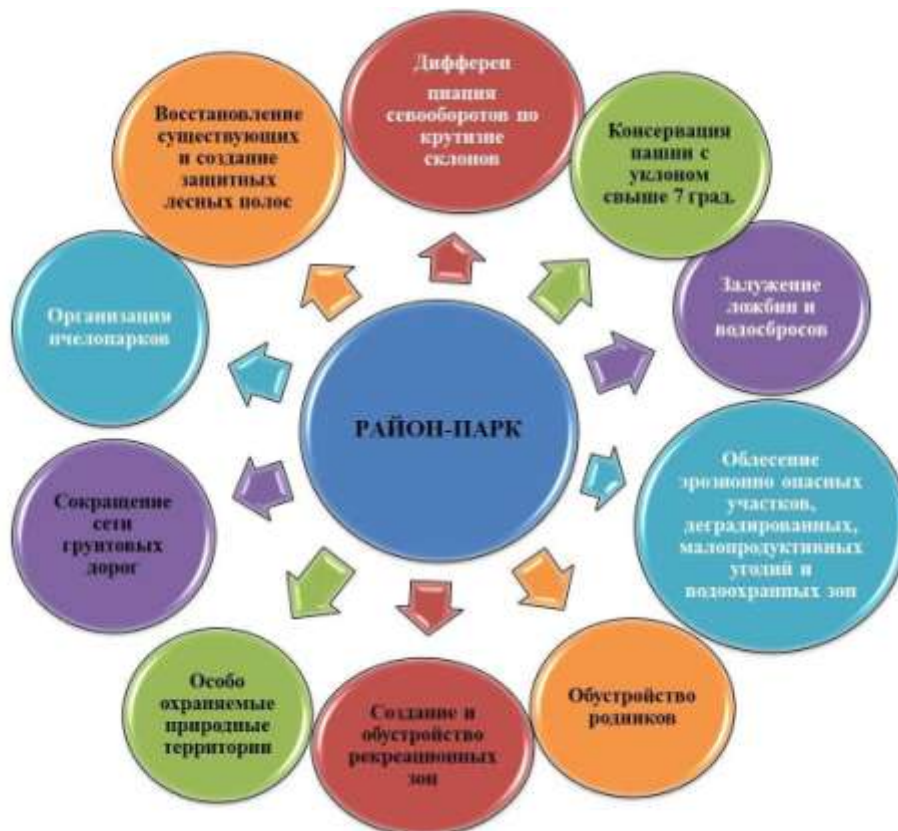 Дифферен
циация
севооборотов по
крутизне
склонов
Консервация
пашни с
уклоном
свыше 7 град.
Залужение
ложбин и
водосбросов
Облесение
эрозионно опасных
участков,
деградированных,
малопродуктивных
угодий и
водоохранных зон
Обустройство
родников
Создание и
обустройство
рекреационных
зон
Особо
охраняемые
природные
территории
Сокращение
сети
грунтовых
дорог
Организация
пчелопарков
Восстановление
существующих
и создание
защитных
лесных полос
РАЙОН-ПАРК